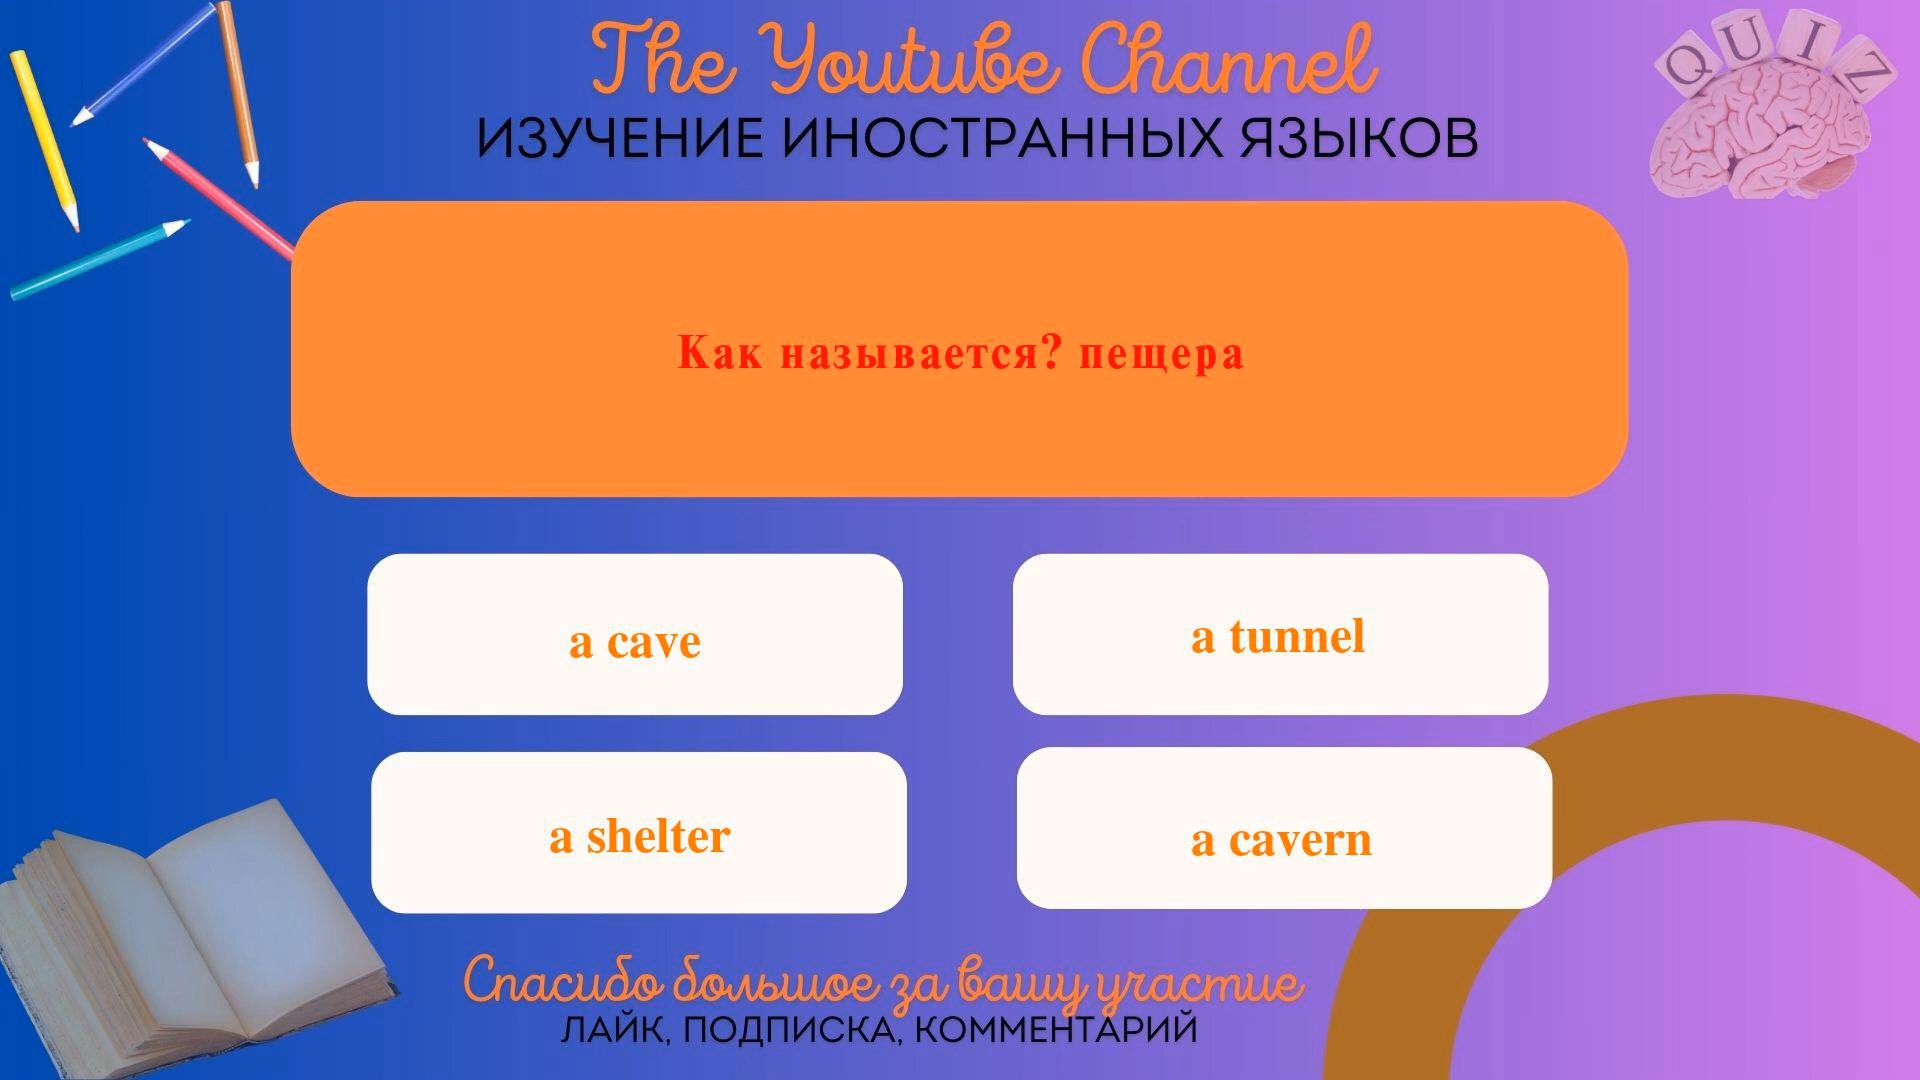 The Youtube Channel
QUIZ
ИЗУЧЕНИЕ ИНОСТРАННЫХ ЯЗЫКОВ
Как называется? пещера
a cave
a tunnel
a shelter
a cavern
Спасибо большое за вашу участие
ЛАЙК, ПОДПИСКА, КОММЕНТАРИЙ